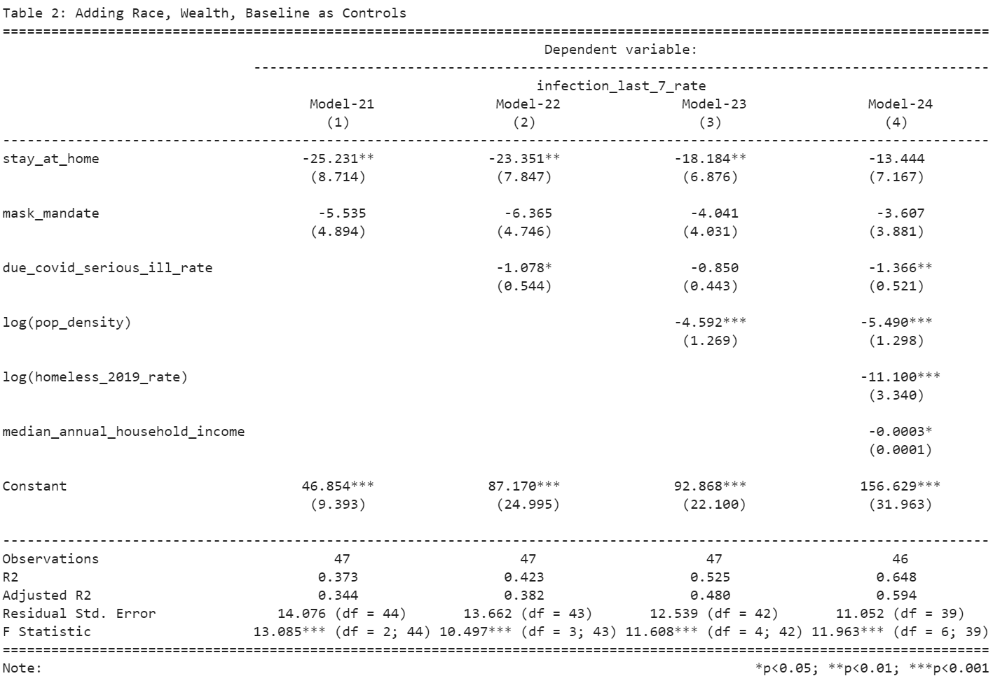 Table 2: Adding Race, Wealth, Baseline as Controls
=========================================================================================================================
Dependent variable:
-------------------------------------------------------------------------------------------
infection_last_7_rate
Model-21 Model-22 Model-23 Model-24
(1) (2) (3) (4)
-------------------------------------------------------------------------------------------------------------------------
stay_at_home -25.231** -23.351** -18.184** -13.444
(8.714) (7.847) (6.876) (7.167)
mask_mandate -5.535 -6.365 -4.041 -3.607
(4.894) (4.746) (4.031) (3.881)
due_covid_serious_ill_rate -1.078* -0.850 -1.366**
(0.544) (0.443) (0.521)
log(pop_density) -4.592*** -5.490***
(1.269) (1.298)
log(homeless_2019_rate) -11.100***
(3.340)
median_annual_household_income -0.0003*
(0.0001)
Constant 46.854*** 87.170*** 92.868*** 156.629***
(9.393) (24.995) (22.100) (31.963)
-------------------------------------------------------------------------------------------------------------------------
Observations 47 47 47 46
R2 0.373 0.423 0.525 0.648
Adjusted R2 0.344 0.382 0.480 0.594
Residual Std. Error 14.076 (df = 44) 13.662 (df = 43) 12.539 (df = 42) 11.052 (df = 39)
F Statistic 13.085*** (df = 2; 44) 10.497*** (df = 3; 43) 11.608*** (df = 4; 42) 11.963*** (df = 6; 39)
=========================================================================================================================
Note: *p<0.05; **p<0.01; ***p<0.001